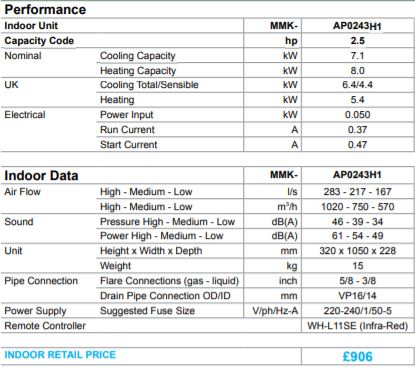 Performance
Indoor Unit MMK- AP0243H1
Capacity Code hp 2.5
Nominal Cooling Capacity kW 7.1
Heating Capacity kW 8.0
UK Cooling Total/Sensible kW 6.4/4.4
Heating kW 5.4
Electrical Power Input kW 0.050
Run Current A 0.37
Start Current A 0.47
Indoor Data MMK- AP0243H1
Air Flow High - Medium - Low l/s 283 - 217 - 167
High - Medium - Low m³/h 1020 - 750 - 570
Sound Pressure High - Medium - Low dB(A) 46 - 39 - 34
Power High - Medium - Low dB(A) 61 - 54 - 49
Unit Height x Width x Depth mm 320 x 1050 x 228
Weight kg 15
Pipe Connection Flare Connections (gas - liquid) inch 5/8 - 3/8
Drain Pipe Connection OD/ID mm VP16/14
Power Supply Suggested Fuse Size V/ph/Hz-A 220-240/1/50-5
Remote Controller WH-L11SE (Infra-Red)
INDOOR RETAIL PRICE £906